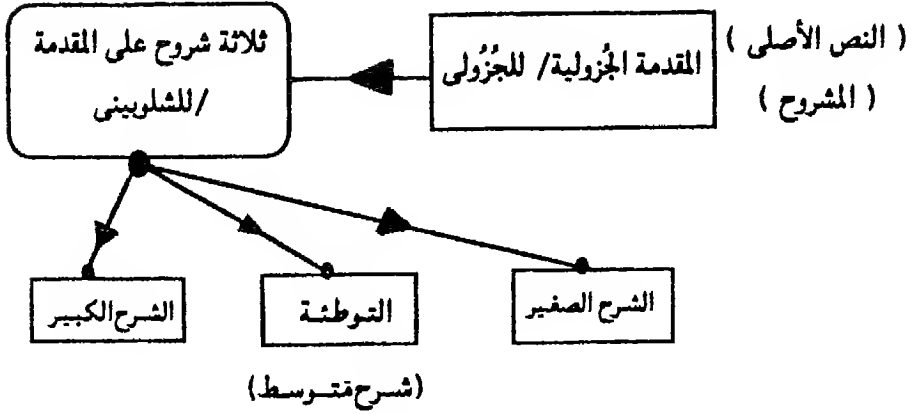 ( النص الأصلى )
( المشروح )
المقدمة الجُزولية/ للجُزُولى
ثلاثة شروح على المقدمة
/للشلوبينى
الشرح الصغير
التوطئة
(شرح متوسط)
الشرح الكبير